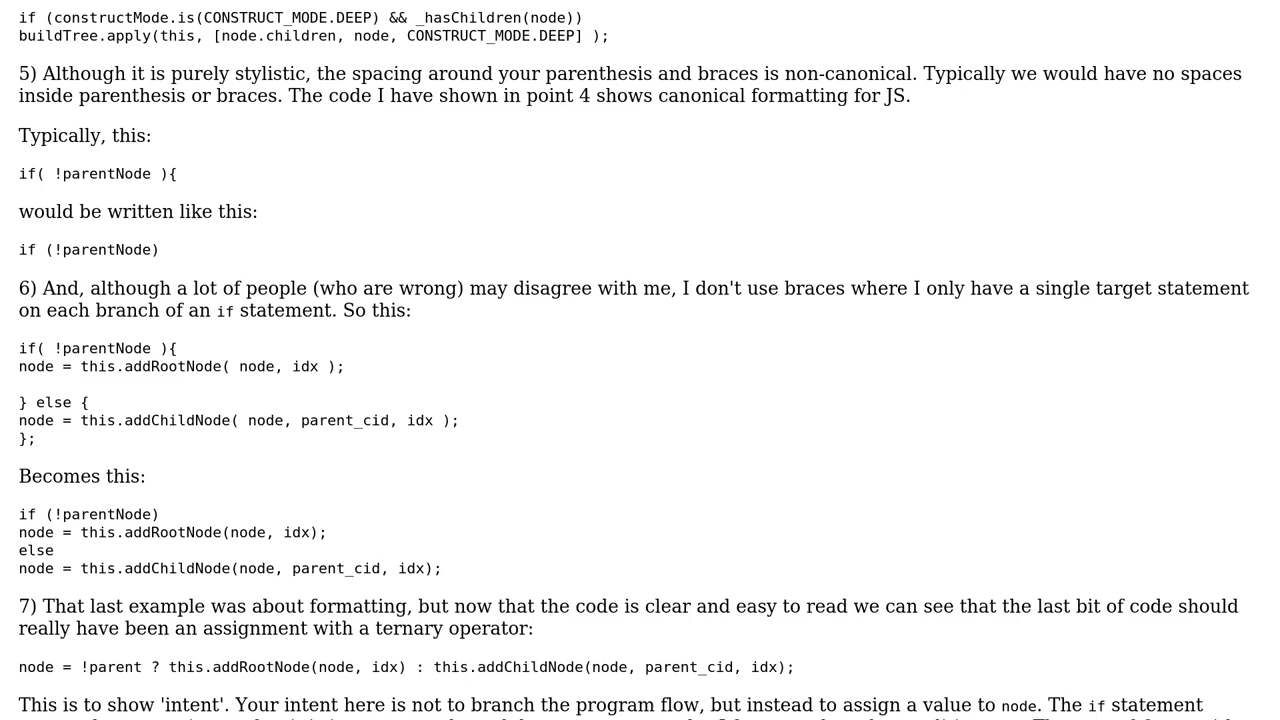 if (constructMode.is(CONSTRUCT_MODE.DEEP) && _hasChildren(node))
buildTree.apply(this, [node.children, node, CONSTRUCT_MODE.DEEP] );
5) Although it is purely stylistic, the spacing around your parenthesis and braces is non-canonical. Typically we would have no spaces
inside parenthesis or braces. The code I have shown in point 4 shows canonical formatting for JS.
Typically, this:
if( !parentNode ){
would be written like this:
if (!parentNode)
6) And, although a lot of people (who are wrong) may disagree with me, I don't use braces where I only have a single target statement
on each branch of an if statement. So this:
if( !parentNode ){
node = this.addRootNode( node, idx );
} else {
node = this.addChildNode( node, parent_cid, idx );
};
Becomes this:
if (!parentNode)
node = this.addRootNode(node, idx);
else
node = this.addChildNode(node, parent_cid, idx);
7) That last example was about formatting, but now that the code is clear and easy to read we can see that the last bit of code should
really have been an assignment with a ternary operator:
node = !parent ? this.addRootNode(node, idx) : this.addChildNode(node, parent_cid, idx);
This is to show 'intent'. Your intent here is not to branch the program flow, but instead to assign a value to node. The if statement